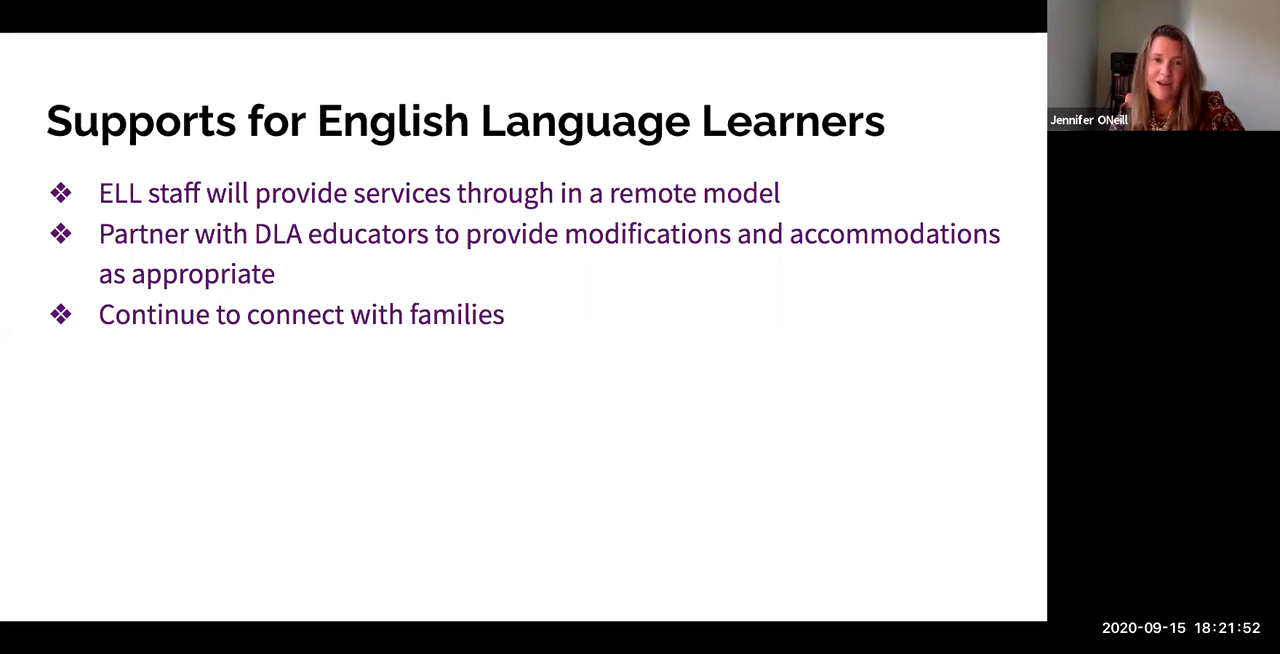 Supports for English Language Learners
❖ ELL staff will provide services through in a remote model
❖ Partner with DLA educators to provide modifications and accommodations
as appropriate
❖ Continue to connect with families
Jennifer ONeill
2020-09-15 18:21:52